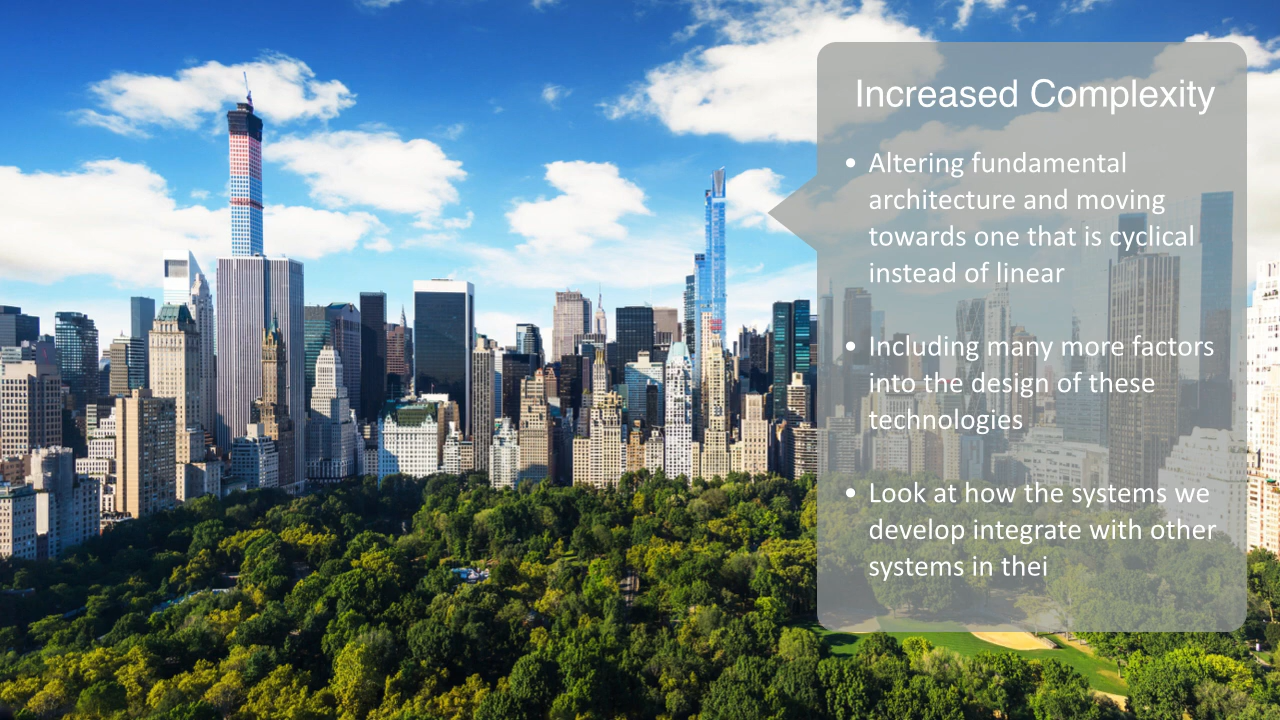 Increased Complexity
• Altering fundamental
architecture and moving
towards one that is cyclical
instead of linear
• Including many more factors
into the design of these
technologies
• Look at how the systems we
develop integrate with other
systems in thei